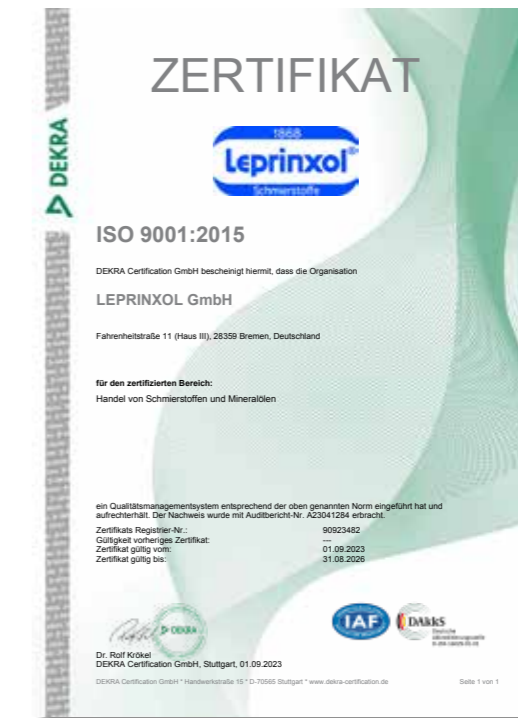 ZERTIFIKAT
DEKRA
1868
Leprinxol®
Schmierstoffe
ISO 9001:2015
DEKRA Certification GmbH bescheinigt hiermit, dass die Organisation
LEPRINXOL GmbH
Fahrenheitstraße 11 (Haus III), 28359 Bremen, Deutschland
für den zertifizierten Bereich:
Handel von Schmierstoffen und Mineralölen
ein Qualitätsmanagementsystem entsprechend der oben genannten Norm eingeführt hat und
aufrechterhält. Der Nachweis wurde mit Auditbericht-Nr. A23041284 erbracht.
Zertifikats Registrier-Nr.: 90923482
Gültigkeit vorheriges Zertifikat: ---
Zertifikat gültig vom: 01.09.2023
Zertifikat gültig bis: 31.08.2026
DEKRA
IAF
DAkkS
Deutsche
Akkreditierungsstelle
Dr. Rolf Krökel
DEKRA Certification GmbH, Stuttgart, 01.09.2023
DEKRA Certification GmbH * Handwerkstraße 15 * D-70565 Stuttgart * www.dekra-certification.de Seite 1 von 1